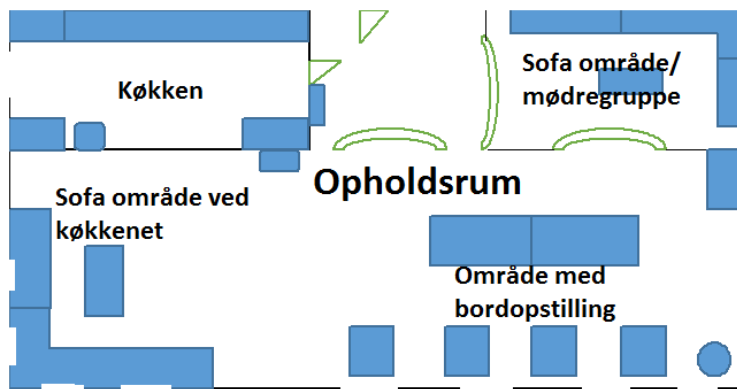 Køkken
Sofa område/
mødregruppe
Opholdsrum
Sofa område ved
køkkenet
Område med
bordopstilling